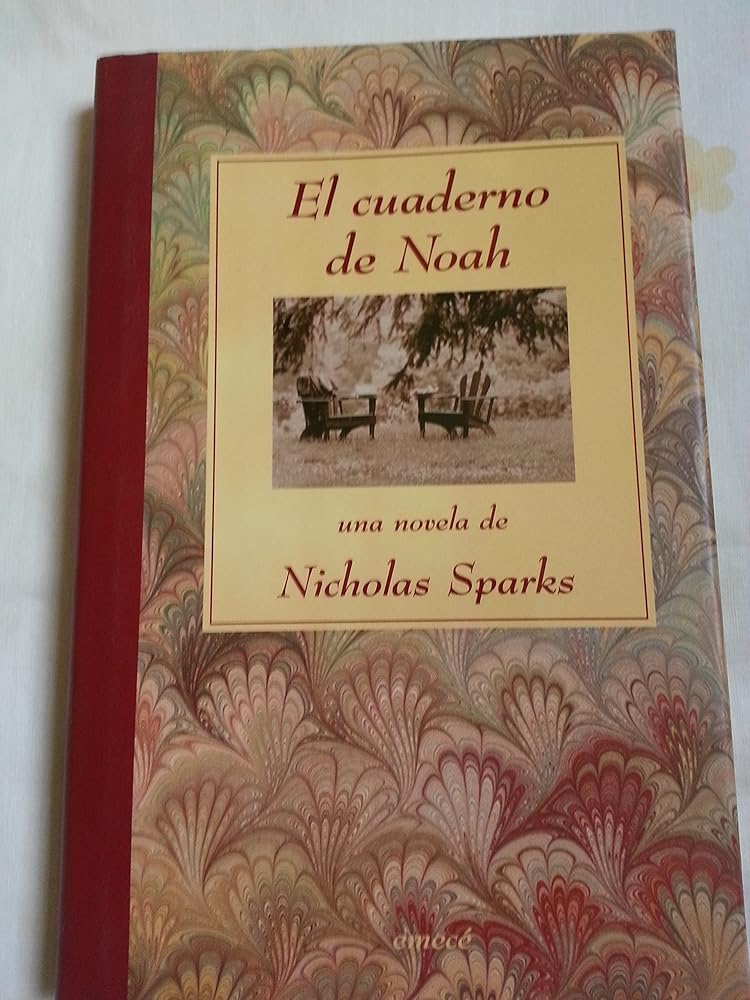 El cuaderno
de Noah
una novela de
Nicholas Sparks
emecé